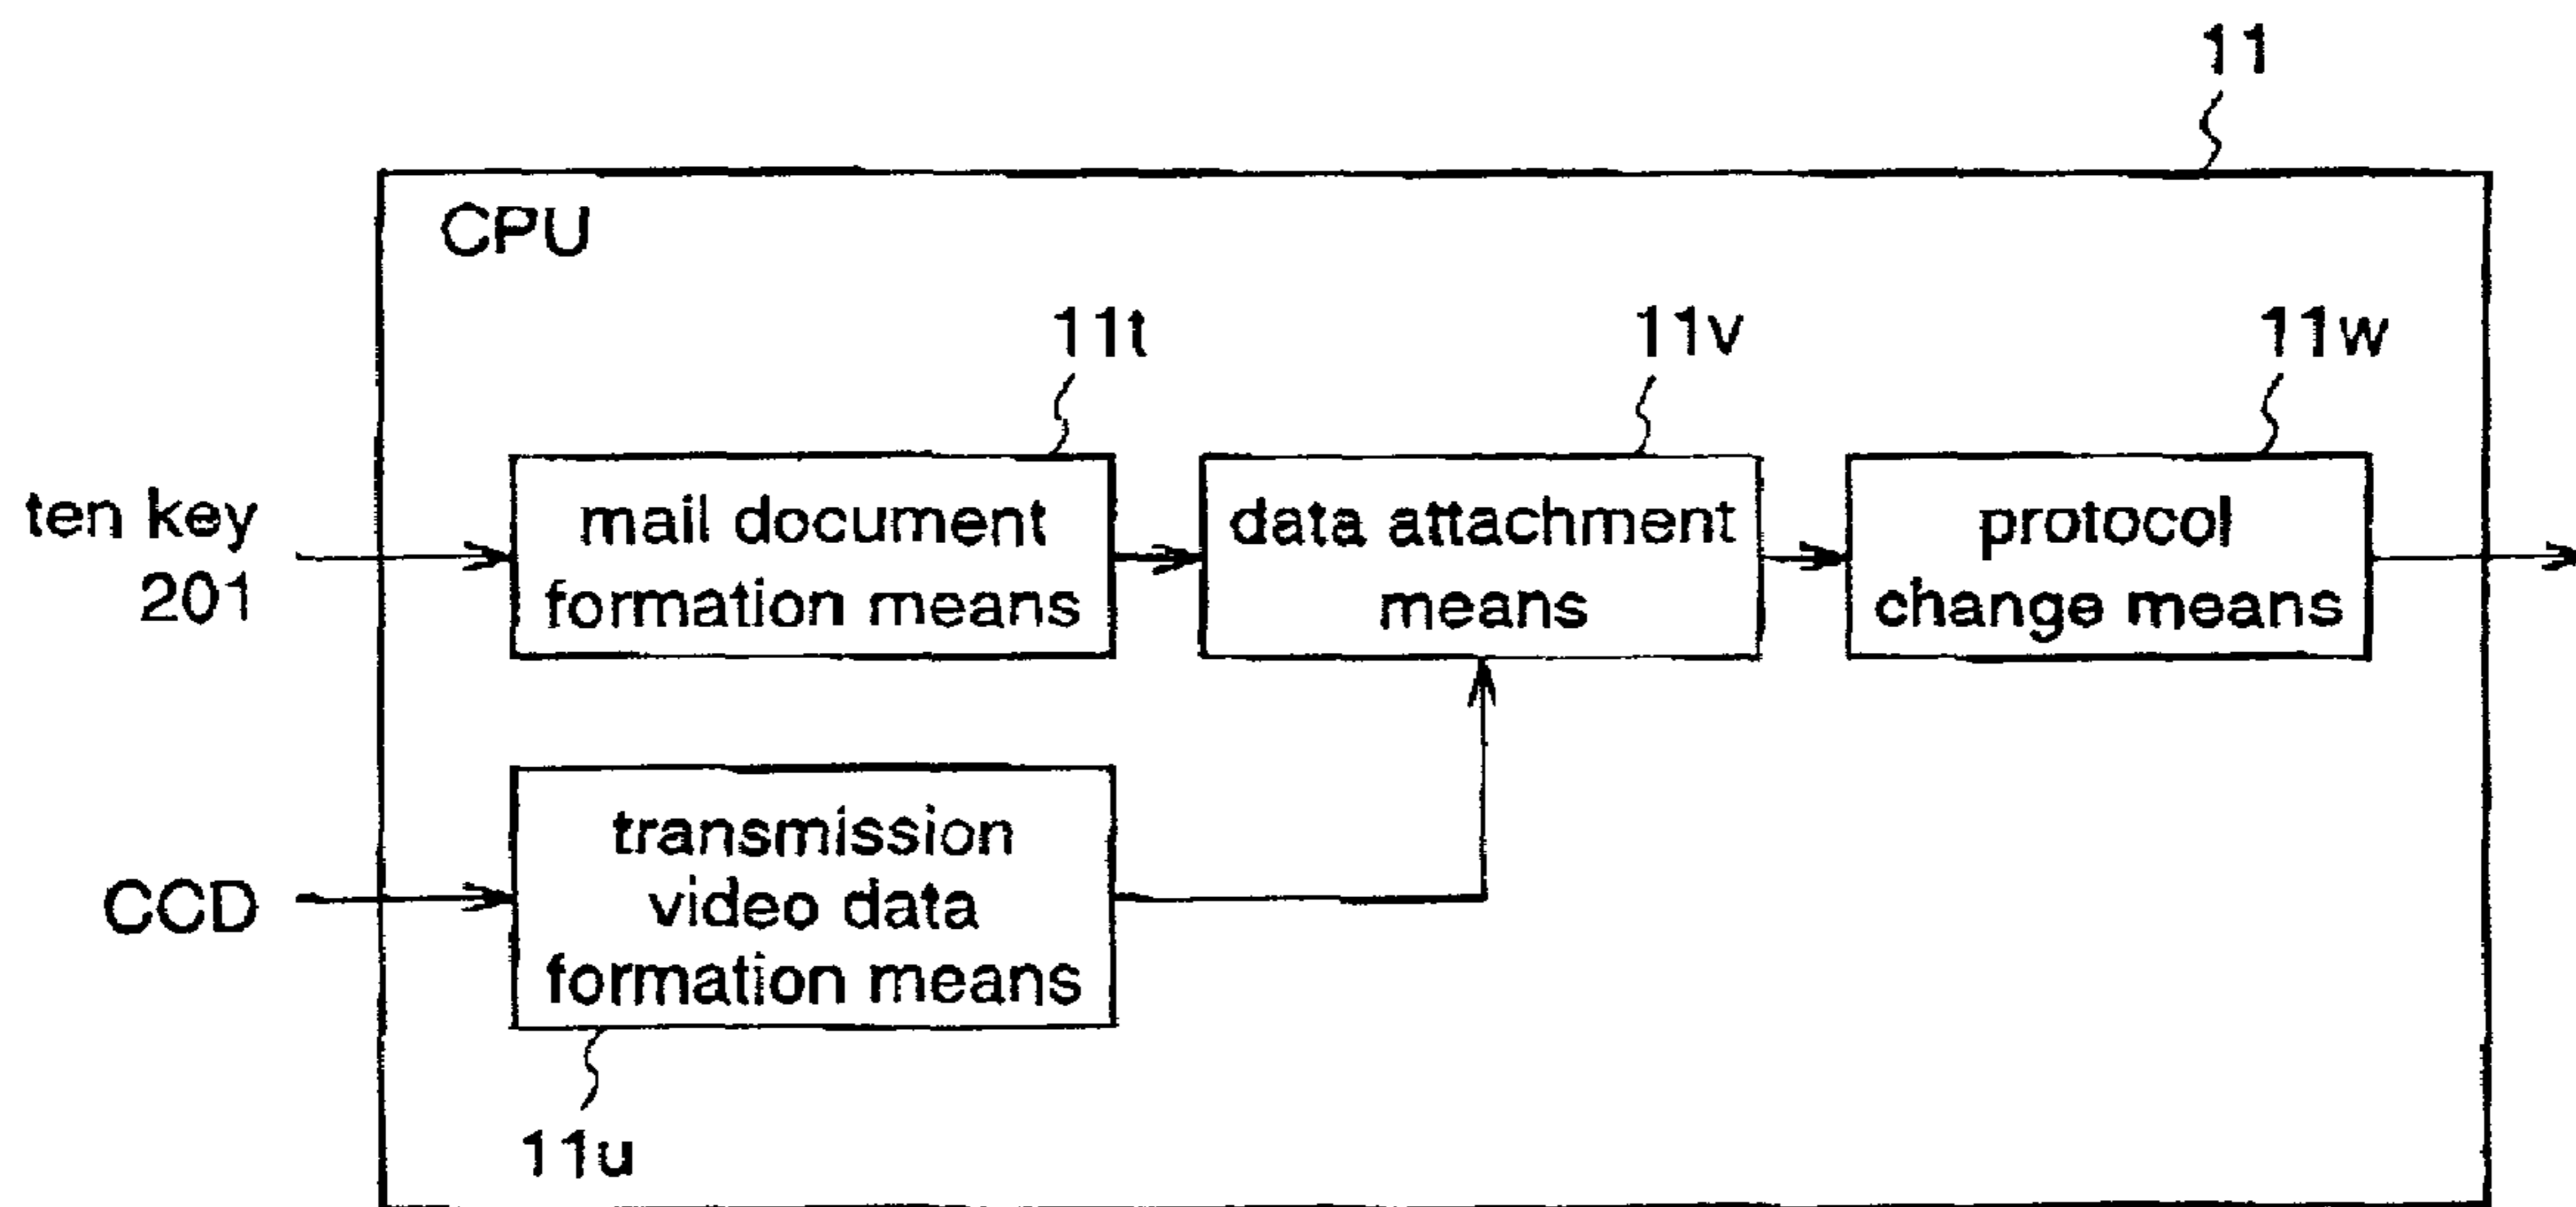 11
CPU
11t
11v
11w
ten key
201
mail document
formation means
data attachment
means
protocol
change means
CCD
transmission
video data
formation means
11u